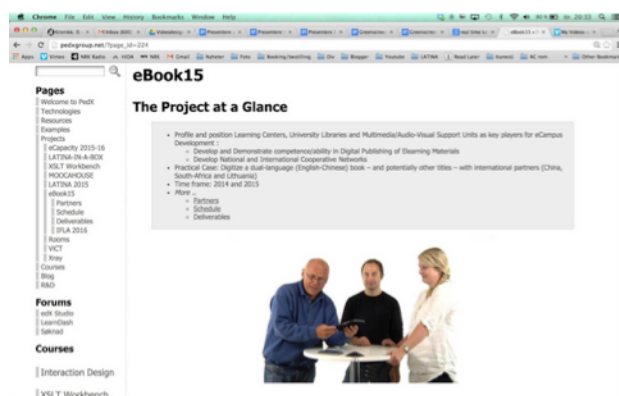 Chrome File Edit View History Bookmarks Window Help
pedxgroup.net/?page_id=224
Pages
Welcome to PedX
Technologies
Resources
Examples
Projects
eCapacity 2015-16
LATINA-IN-A-BOX
XSLT Workbench
MOOCAHOUSE
LATINA 2015
eBook15
Partners
Schedule
Deliverables
IFLA 2016
Rooms
ViCT
Xray
Courses
Blog
R&D
Forums
edX Studio
LearnDash
Søknad
Courses
Interaction Design
XSLT Workbench
eBook15
The Project at a Glance
Profile and position Learning Centers, University Libraries and Multimedia/Audio-Visual Support Units as key players for eCampus
Development :
Develop and Demonstrate competence/ability in Digital Publishing of Elearning Materials
Develop National and International Cooperative Networks
Practical Case: Digitize a dual-language (English-Chinese) book – and potentially other titles – with international partners (China,
South-Africa and Lithuania)
Time frame: 2014 and 2015
More ..
Partners
Schedule
Deliverables